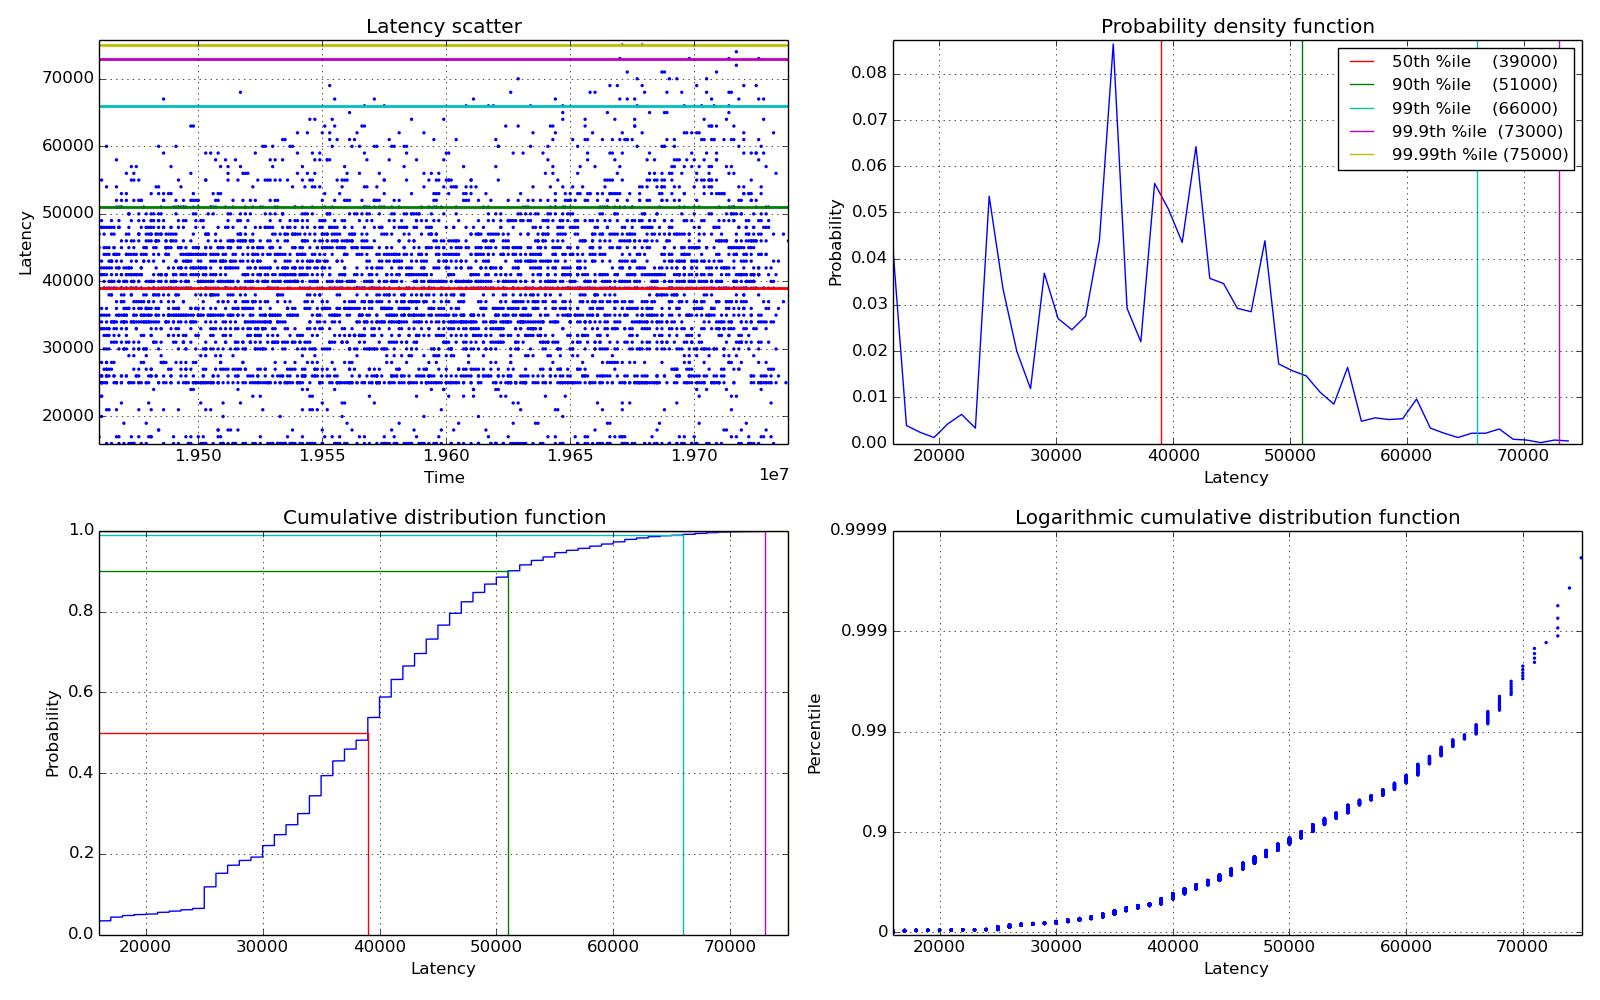 Latency scatter
70000
60000
50000
40000
30000
20000
Latency
1.950 1.955 1.960 1.965 1.970
1e7
Time
Probability density function
0.08
0.07
0.06
0.05
0.04
0.03
0.02
0.01
0.00
Probability
50th %ile (39000)
90th %ile (51000)
99th %ile (66000)
99.9th %ile (73000)
99.99th %ile (75000)
20000 30000 40000 50000 60000 70000
Latency
Cumulative distribution function
1.0
0.8
0.6
0.4
0.2
0.0
Probability
20000 30000 40000 50000 60000 70000
Latency
Logarithmic cumulative distribution function
0.9999
0.999
0.99
0.9
0
Percentile
20000 30000 40000 50000 60000 70000
Latency